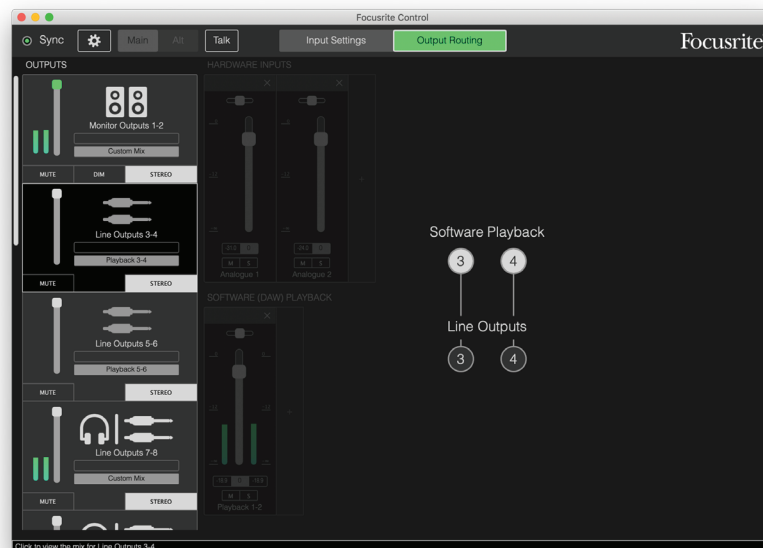 Focusrite Control
Sync
Main
Alt
Talk
Input Settings
Output Routing
Focusrite
OUTPUTS
HARDWARE INPUTS
Monitor Outputs 1-2
Custom Mix
MUTE
DIM
STEREO
Line Outputs 3-4
Playback 3-4
MUTE
STEREO
Line Outputs 5-6
Playback 5-6
MUTE
STEREO
Line Outputs 7-8
Custom Mix
MUTE
STEREO
M S
Analogue 1
M S
Analogue 2
SOFTWARE (DAW) PLAYBACK
M S
Playback 1-2
Software Playback
3 4
Line Outputs
3 4
Click to view the mix for Line Outputs 3-4